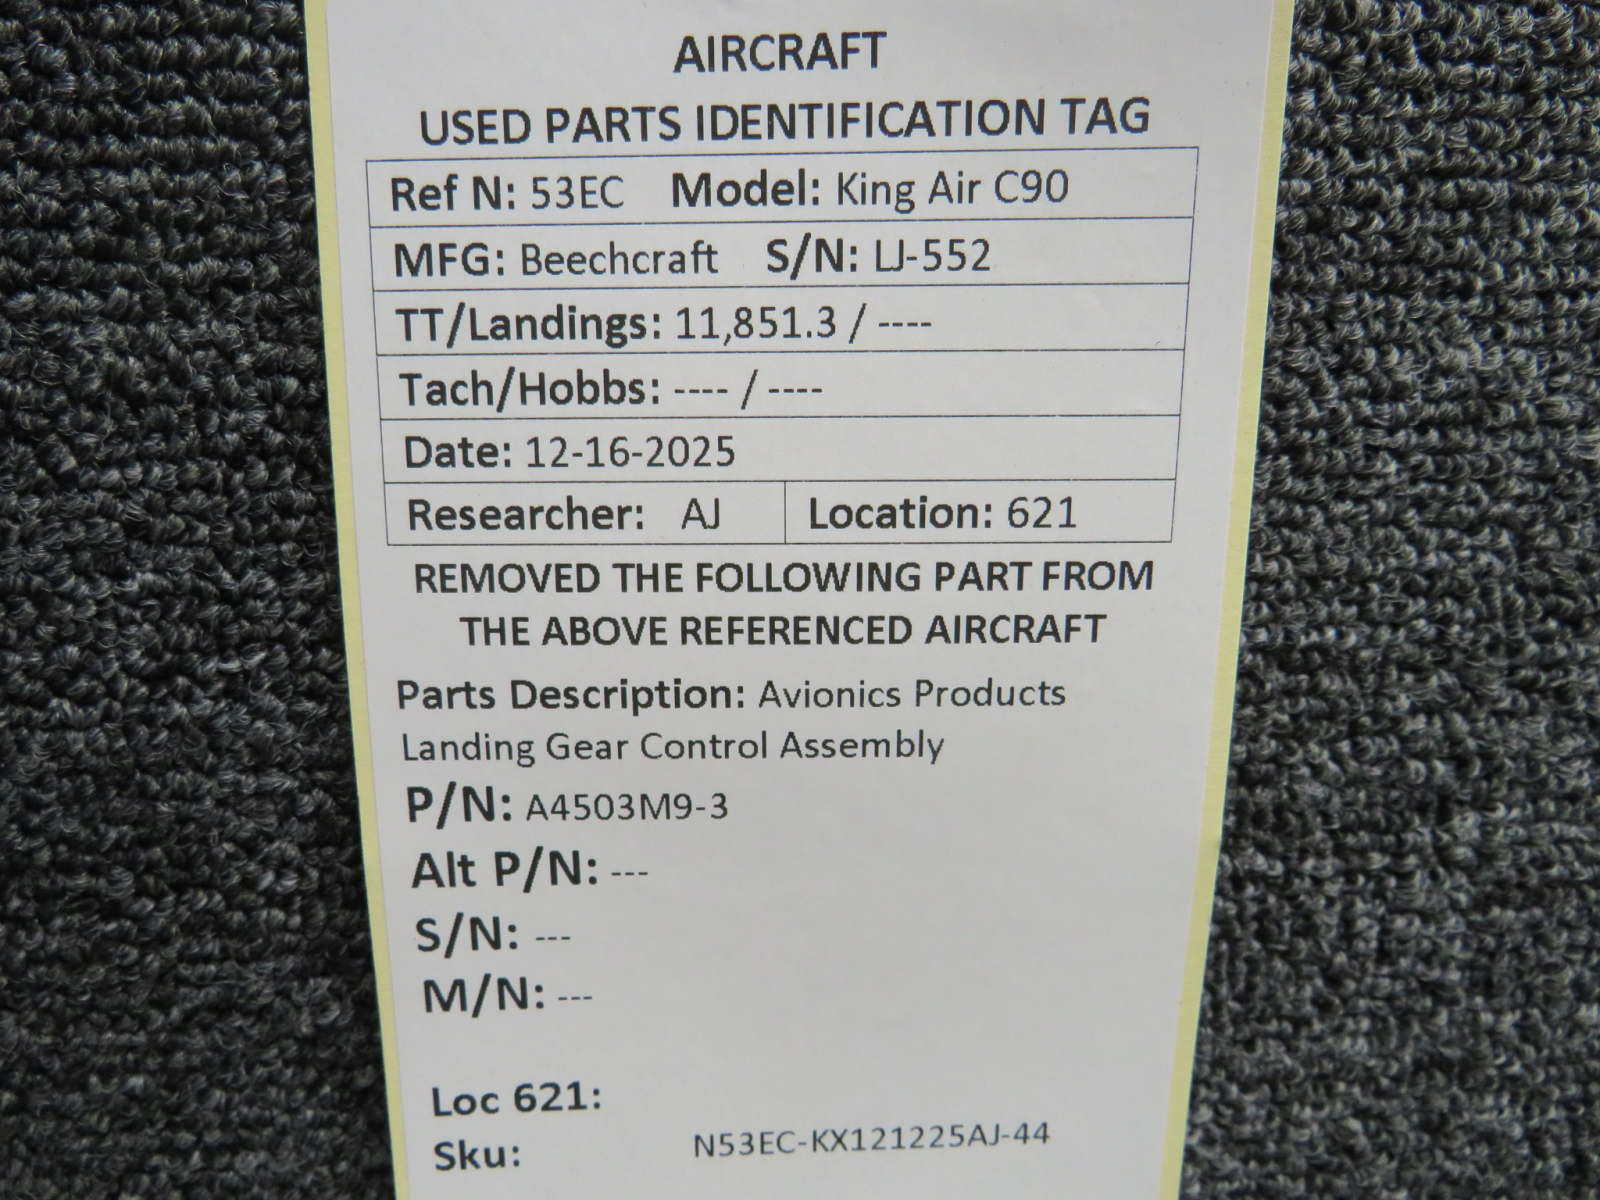 AIRCRAFT
USED PARTS IDENTIFICATION TAG
Ref N: 53EC Model: King Air C90
MFG: Beechcraft S/N: LJ-552
TT/Landings: 11,851.3 / ----
Tach/Hobbs: ---- / ----
Date: 12-16-2025
Researcher: AJ Location: 621
REMOVED THE FOLLOWING PART FROM
THE ABOVE REFERENCED AIRCRAFT
Parts Description: Avionics Products
Landing Gear Control Assembly
P/N: A4503M9-3
Alt P/N: ---
S/N: ---
M/N: ---
Loc 621:
Sku: N53EC-KX121225AJ-44